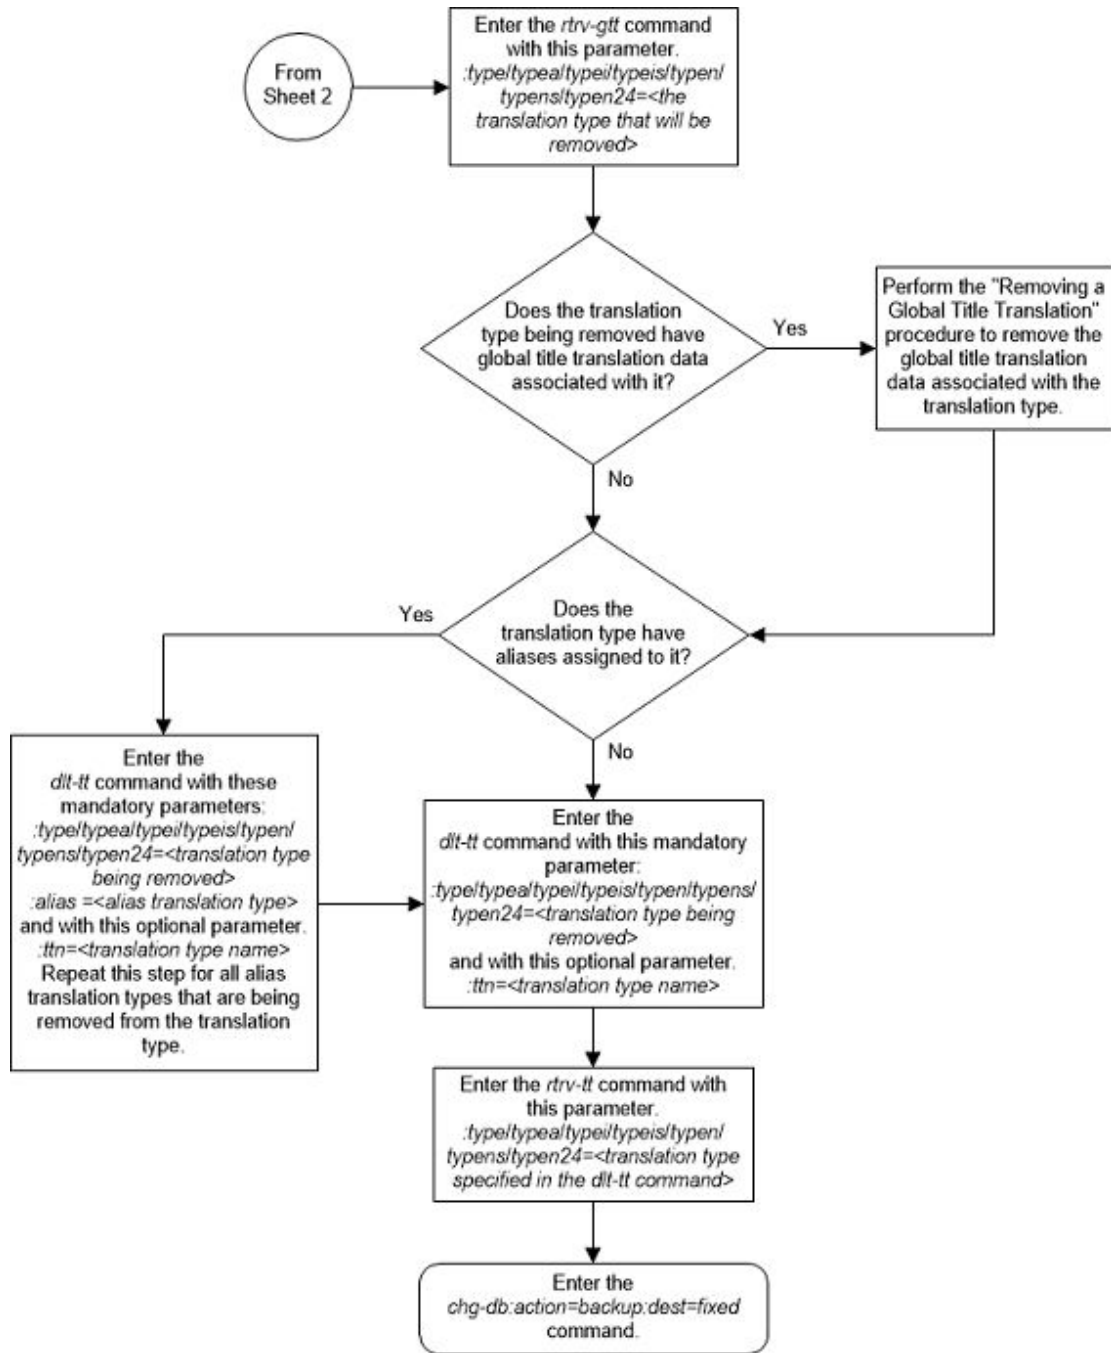 From
Sheet 2
Enter the rtrv-gtt command
with this parameter.
:type/typea/typei/typeis/typen/
typens/typen24=<the
translation type that will be
removed>
Does the translation
type being removed have
global title translation data
associated with it?
Yes
Perform the "Removing a
Global Title Translation"
procedure to remove the
global title translation
data associated with the
translation type.
No
Does the
translation type have
aliases assigned to it?
Yes
No
Enter the
dlt-tt command with these
mandatory parameters:
:type/typea/typei/typeis/typen/
typens/typen24=<translation type
being removed>
:alias =<alias translation type>
and with this optional parameter.
:ttn=<translation type name>
Repeat this step for all alias
translation types that are being
removed from the translation
type.
Enter the
dlt-tt command with this mandatory
parameter:
:type/typea/typei/typeis/typen/typens/
typen24=<translation type being
removed>
and with this optional parameter.
:ttn=<translation type name>
Enter the rtrv-tt command with
this parameter.
:type/typea/typei/typeis/typen/
typens/typen24=<translation type
specified in the dlt-tt command>
Enter the
chg-db:action=backup:dest=fixed
command.